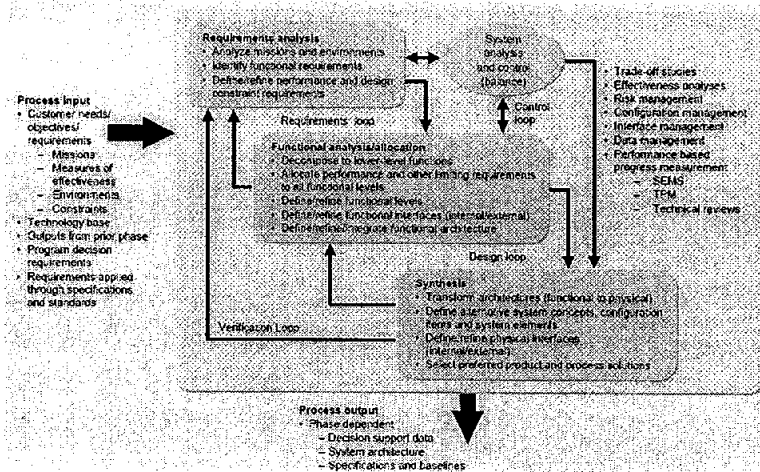 Requirements analysis
• Analyze missions and environments
• Identify functional requirements
• Define/refine performance and design
constraint requirements
System
analysis
and control
(balance)
• Trade-off studies
• Effectiveness analyses
• Risk management
• Configuration management
• Interface management
• Data management
• Performance based
progress measurement
– SEMS
– TPM
– Technical reviews
Process input
• Customer needs/
objectives/
requirements
– Missions
– Measures of
effectiveness
– Environments
– Constraints
• Technology base
• Outputs from prior phase
• Program decision
requirements
• Requirements applied
through specifications
and standards
Requirements loop
Control
loop
Functional analysis/allocation
• Decompose to lower-level functions
• Allocate performance and other limiting requirements
to all functional levels
• Define/refine functional levels
• Define/refine functional interfaces (internal/external)
• Define/refine/integrate functional architecture
Design loop
Synthesis
• Transform architectures (functional to physical)
• Define alternative system concepts, configuration
items and system elements
• Define/refine physical interfaces
(internal/external)
• Select preferred product and process solutions
Verification Loop
Process output
• Phase dependent
– Decision support data
– System architecture
– Specifications and baselines